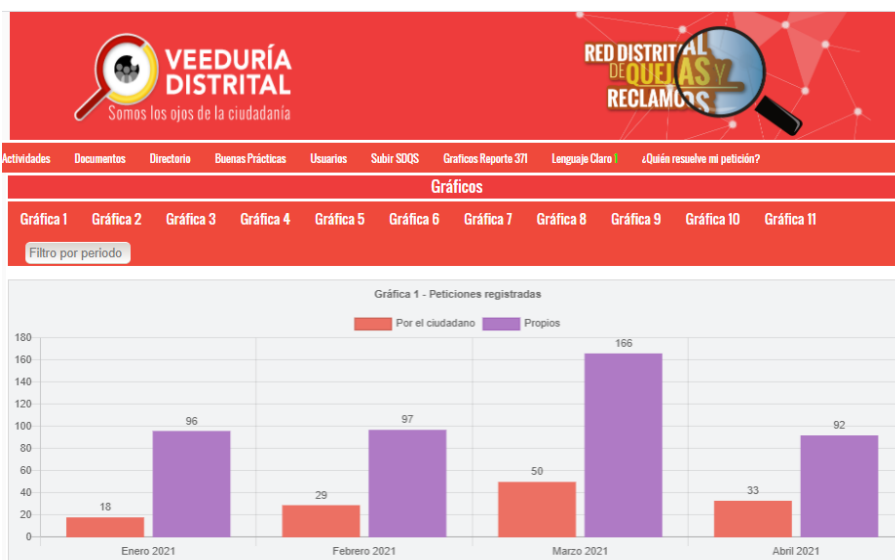 VEEDURÍA
DISTRITAL
Somos los ojos de la ciudadanía
RED DISTRITAL
DE QUEJAS Y
RECLAMOS
Actividades Documentos Directorio Buenas Prácticas Usuarios Subir SDQS Graficos Reporte 371 Lenguaje Claro ! ¿Quién resuelve mi petición?
Gráficos
Gráfica 1 Gráfica 2 Gráfica 3 Gráfica 4 Gráfica 5 Gráfica 6 Gráfica 7 Gráfica 8 Gráfica 9 Gráfica 10 Gráfica 11
Filtro por periodo
Gráfica 1 - Peticiones registradas
Por el ciudadano Propios
180
160
140
120
100
80
60
40
20
0
18 96 29 97 50 166 33 92
Enero 2021 Febrero 2021 Marzo 2021 Abril 2021